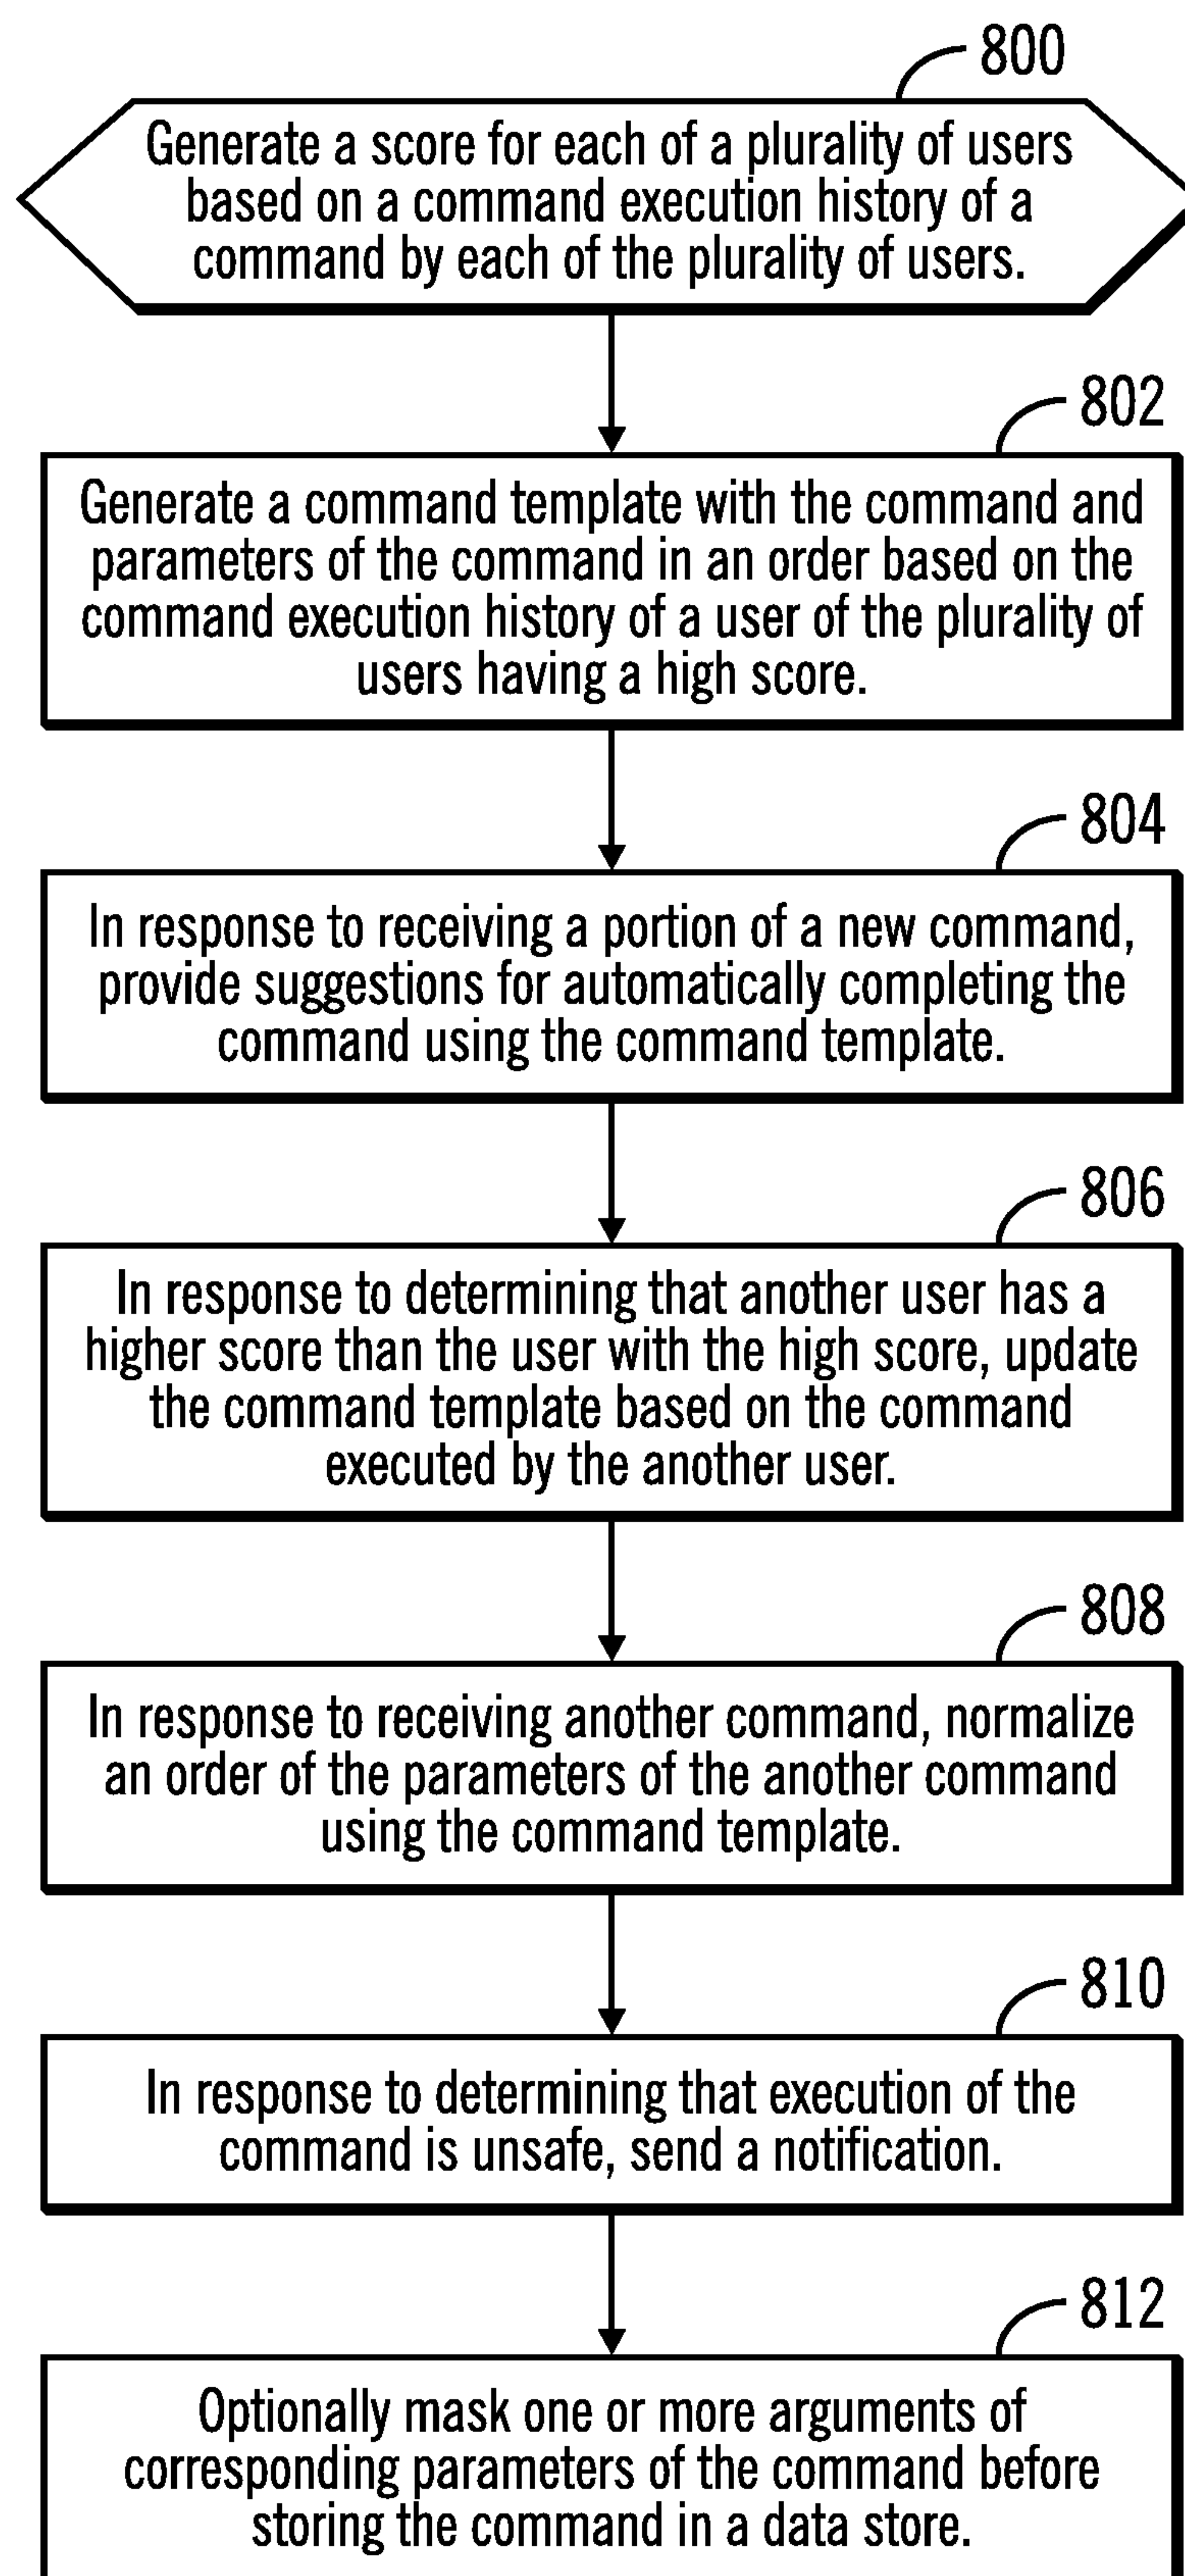 800
Generate a score for each of a plurality of users
based on a command execution history of a
command by each of the plurality of users.
802
Generate a command template with the command and
parameters of the command in an order based on the
command execution history of a user of the plurality of
users having a high score.
804
In response to receiving a portion of a new command,
provide suggestions for automatically completing the
command using the command template.
806
In response to determining that another user has a
higher score than the user with the high score, update
the command template based on the command
executed by the another user.
808
In response to receiving another command, normalize
an order of the parameters of the another command
using the command template.
810
In response to determining that execution of the
command is unsafe, send a notification.
812
Optionally mask one or more arguments of
corresponding parameters of the command before
storing the command in a data store.